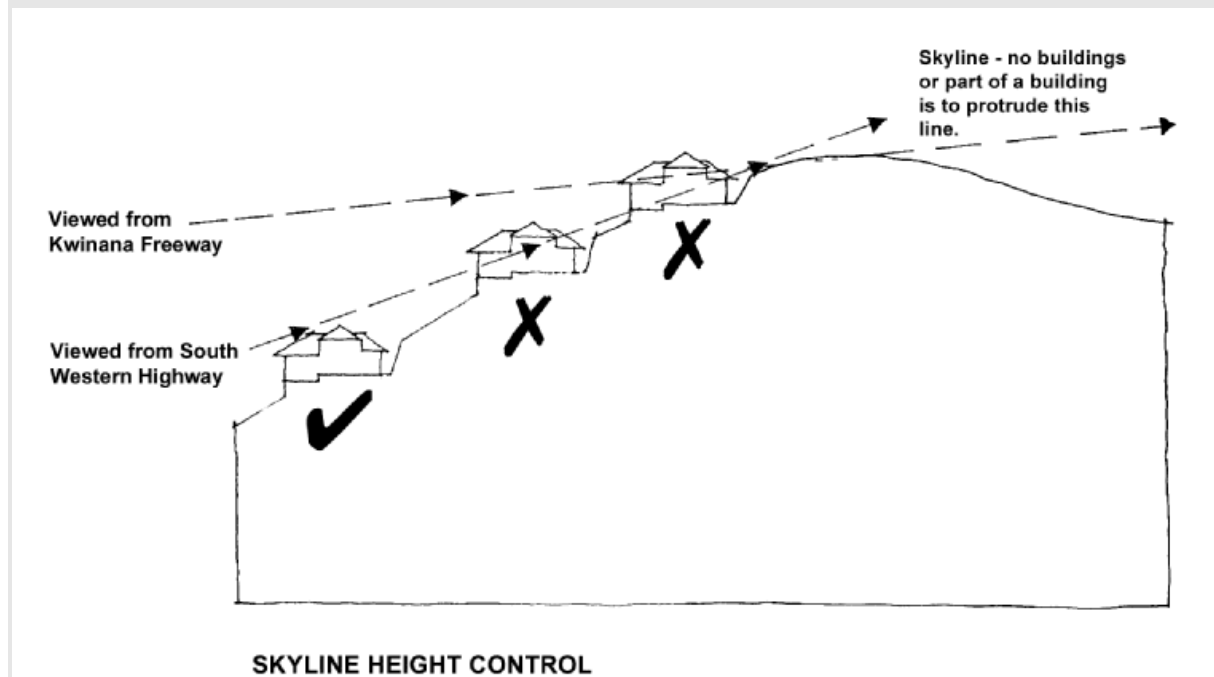 Skyline - no buildings
or part of a building
is to protrude this
line.
Viewed from
Kwinana Freeway
Viewed from South
Western Highway
SKYLINE HEIGHT CONTROL